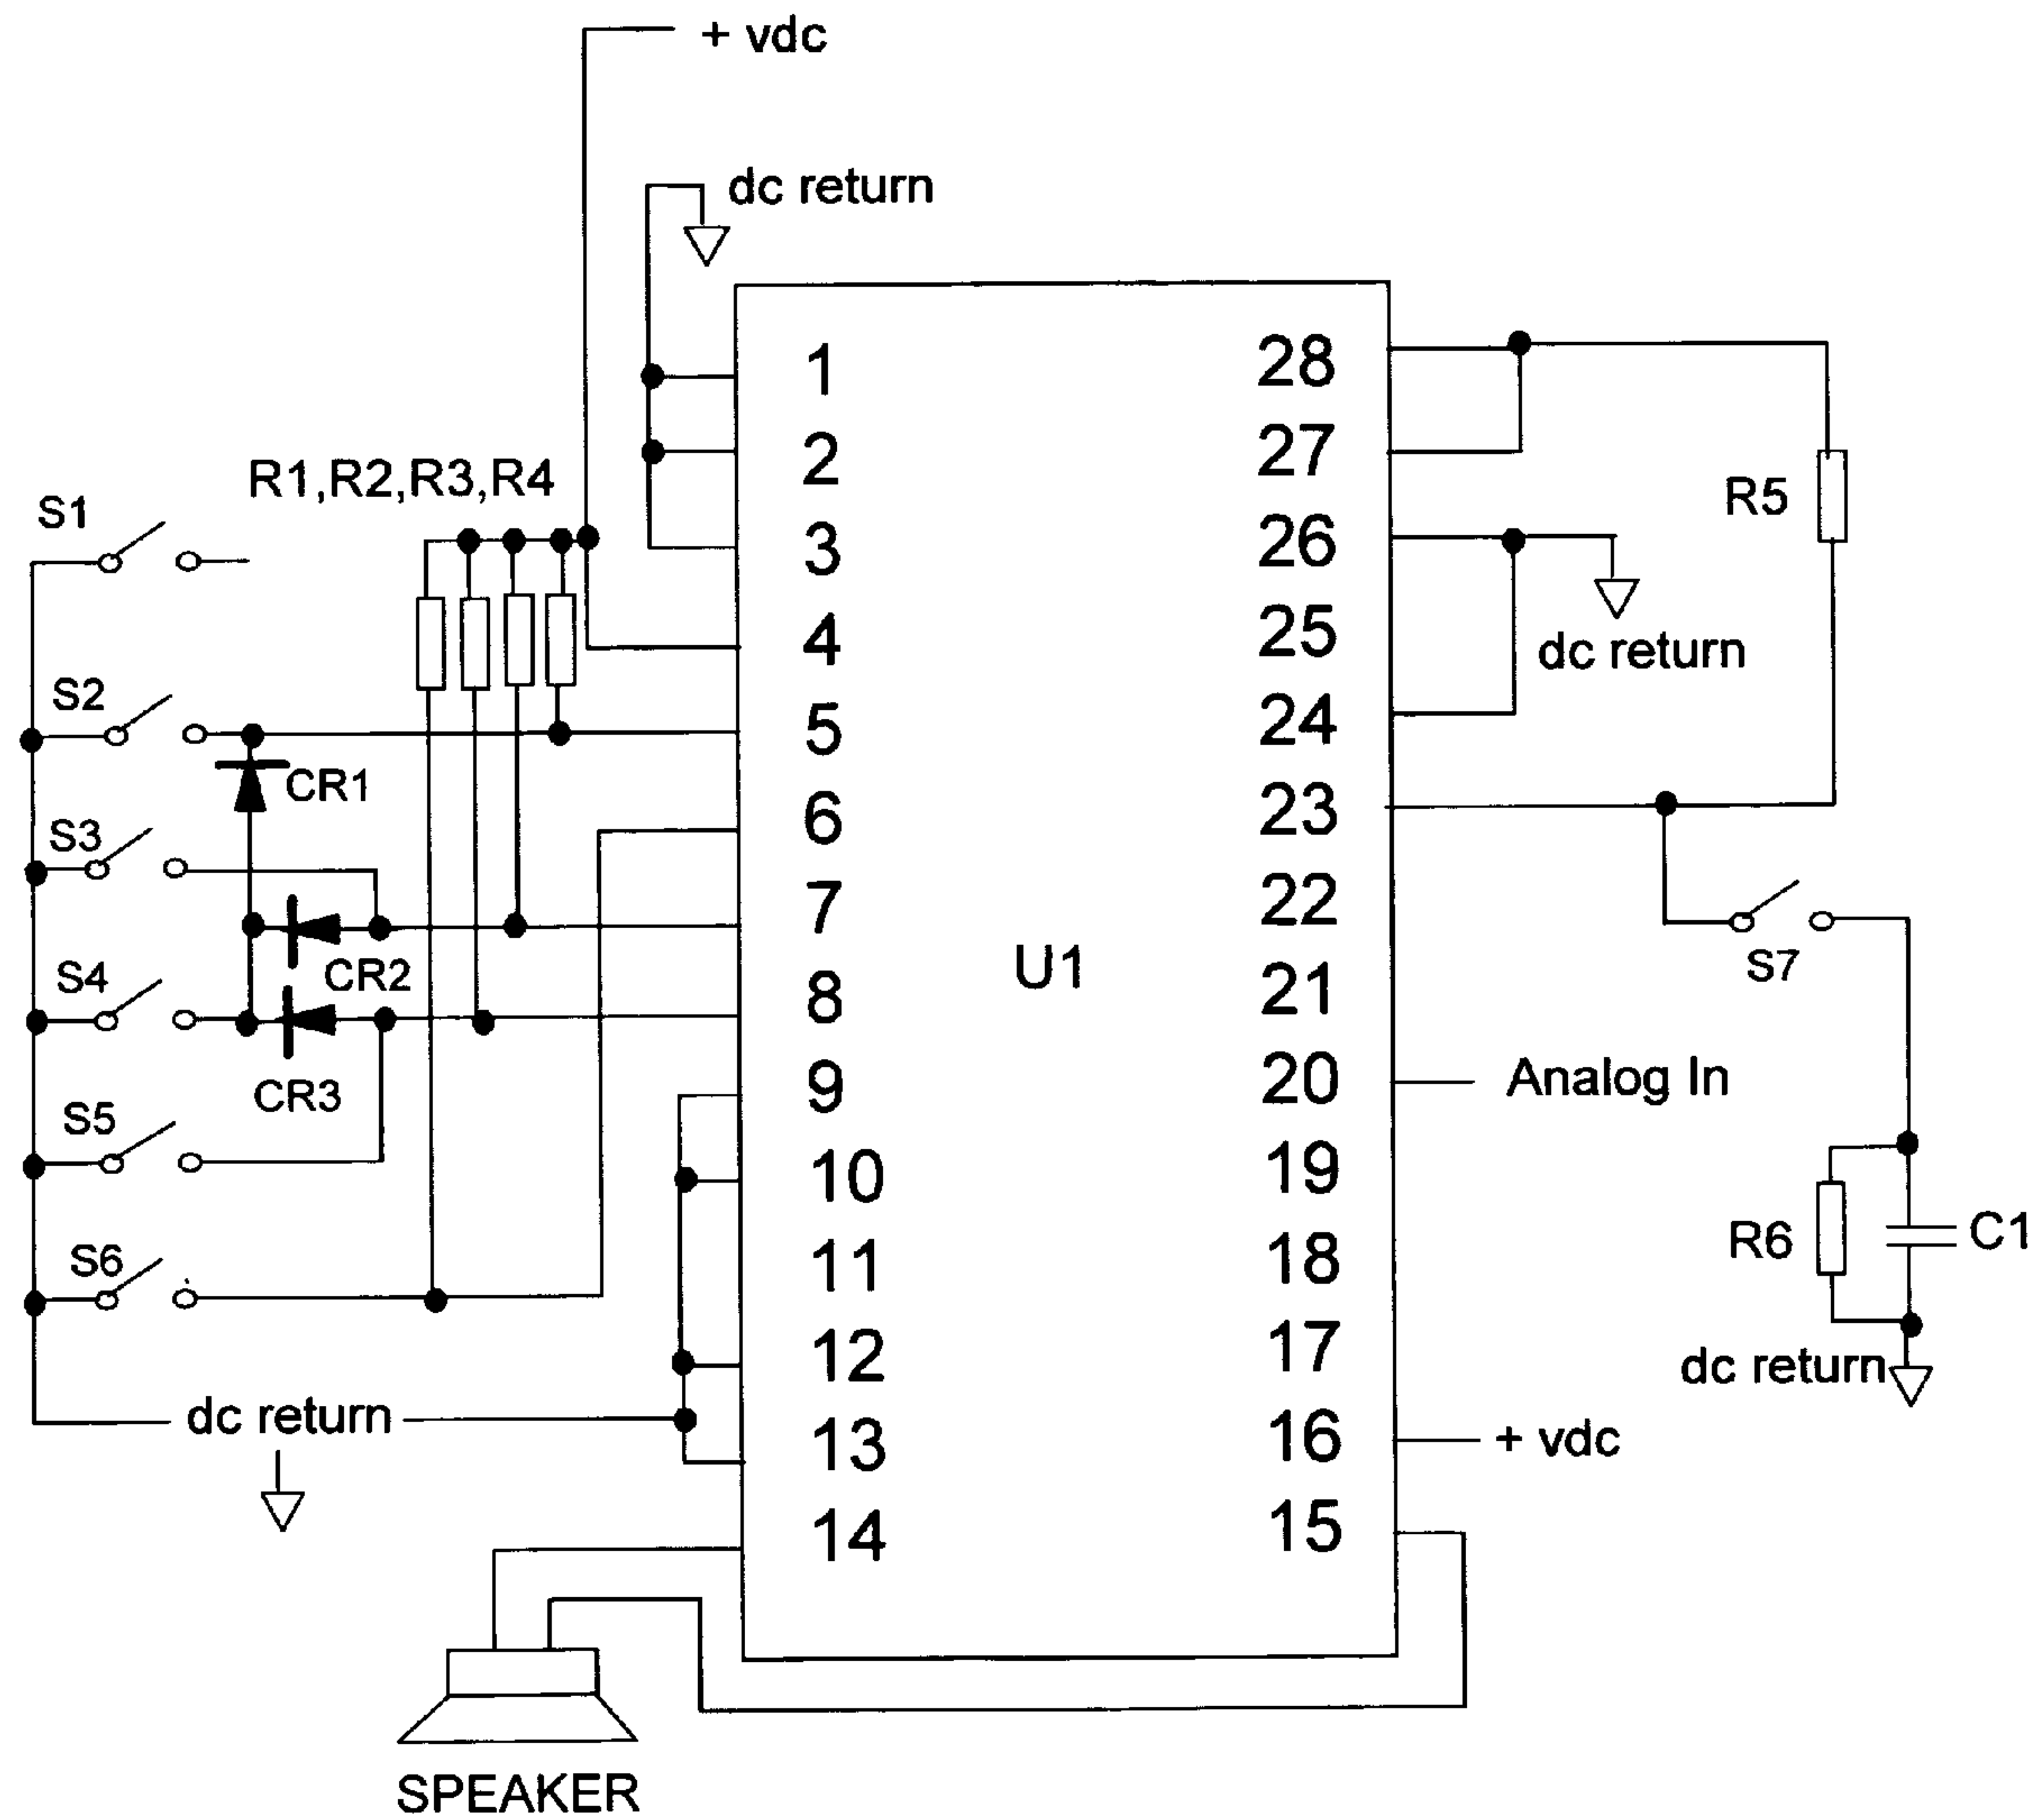 + vdc
dc return
R1,R2,R3,R4
S1
S2
CR1
S3
CR2
S4
CR3
S5
S6
dc return
1
2
3
4
5
6
7
8
9
10
11
12
13
14
U1
28
27
26
25
24
23
22
21
20
19
18
17
16
15
R5
dc return
S7
Analog In
R6
C1
dc return
+ vdc
SPEAKER